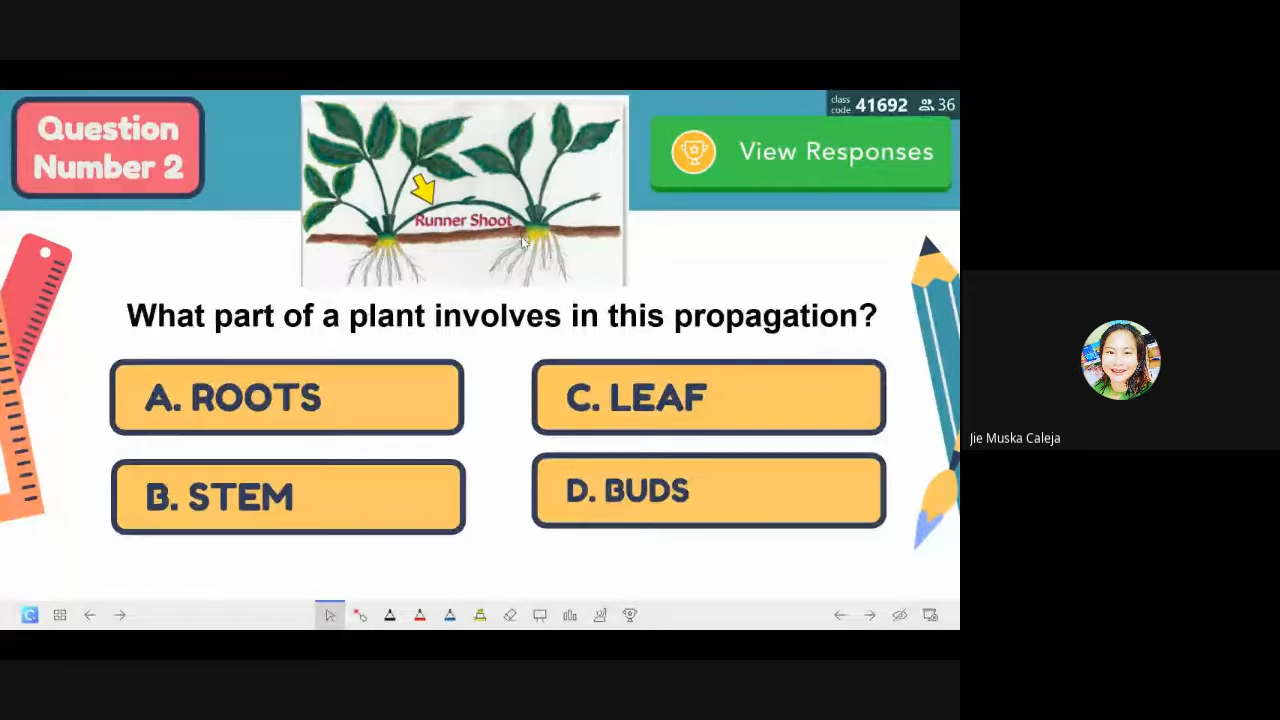 Question
Number 2
class
code 41692 36
View Responses
Runner Shoot
What part of a plant involves in this propagation?
A. ROOTS
C. LEAF
B. STEM
D. BUDS
Jie Muska Caleja